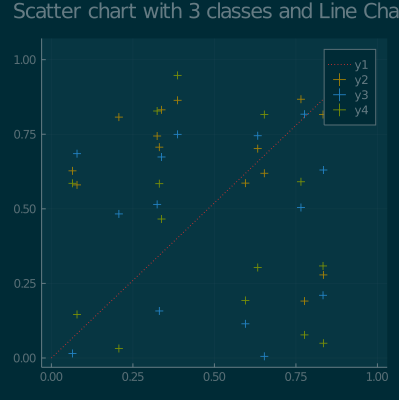 Scatter chart with 3 classes and Line Cha
1.00
0.75
0.50
0.25
0.00
0.00 0.25 0.50 0.75 1.00
y1
y2
y3
y4